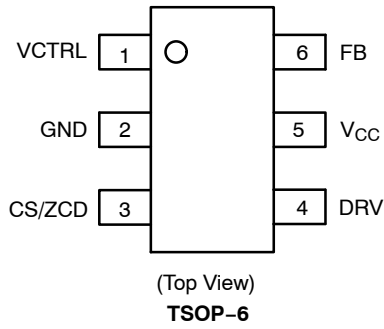 VCTRL 1 6 FB
GND 2 5 VCC
CS/ZCD 3 4 DRV
(Top View)
TSOP−6